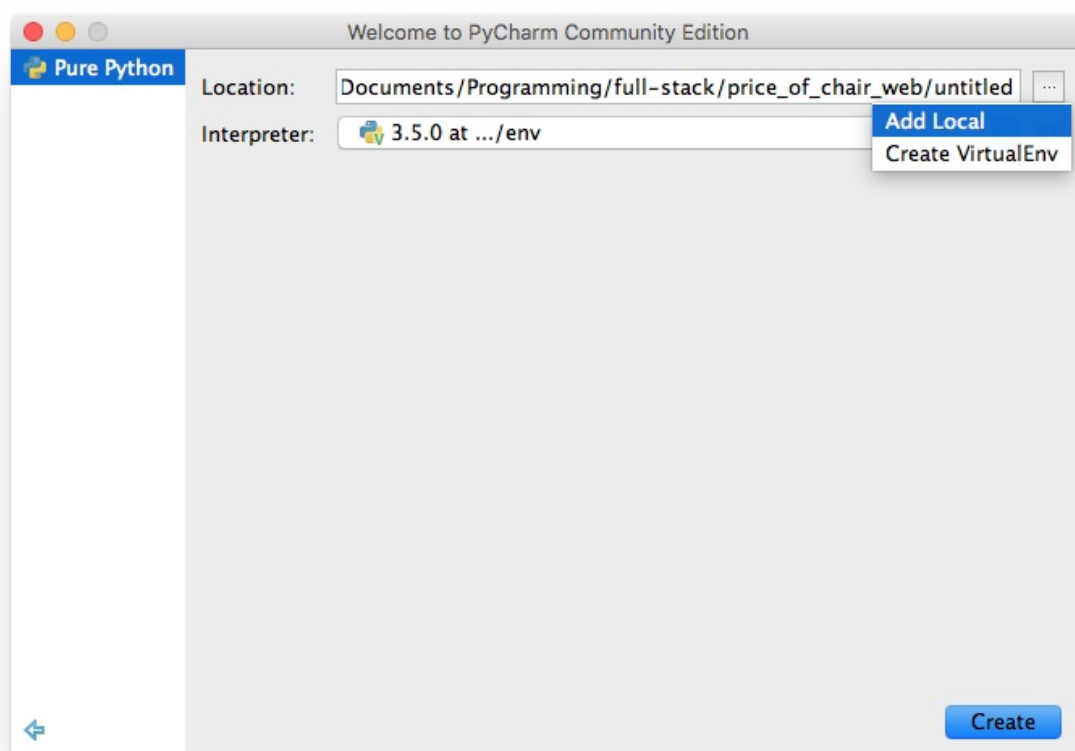 Welcome to PyCharm Community Edition
Pure Python
Location: Documents/Programming/full-stack/price_of_chair_web/untitled ...
Interpreter: 3.5.0 at .../env
Add Local
Create VirtualEnv
Create